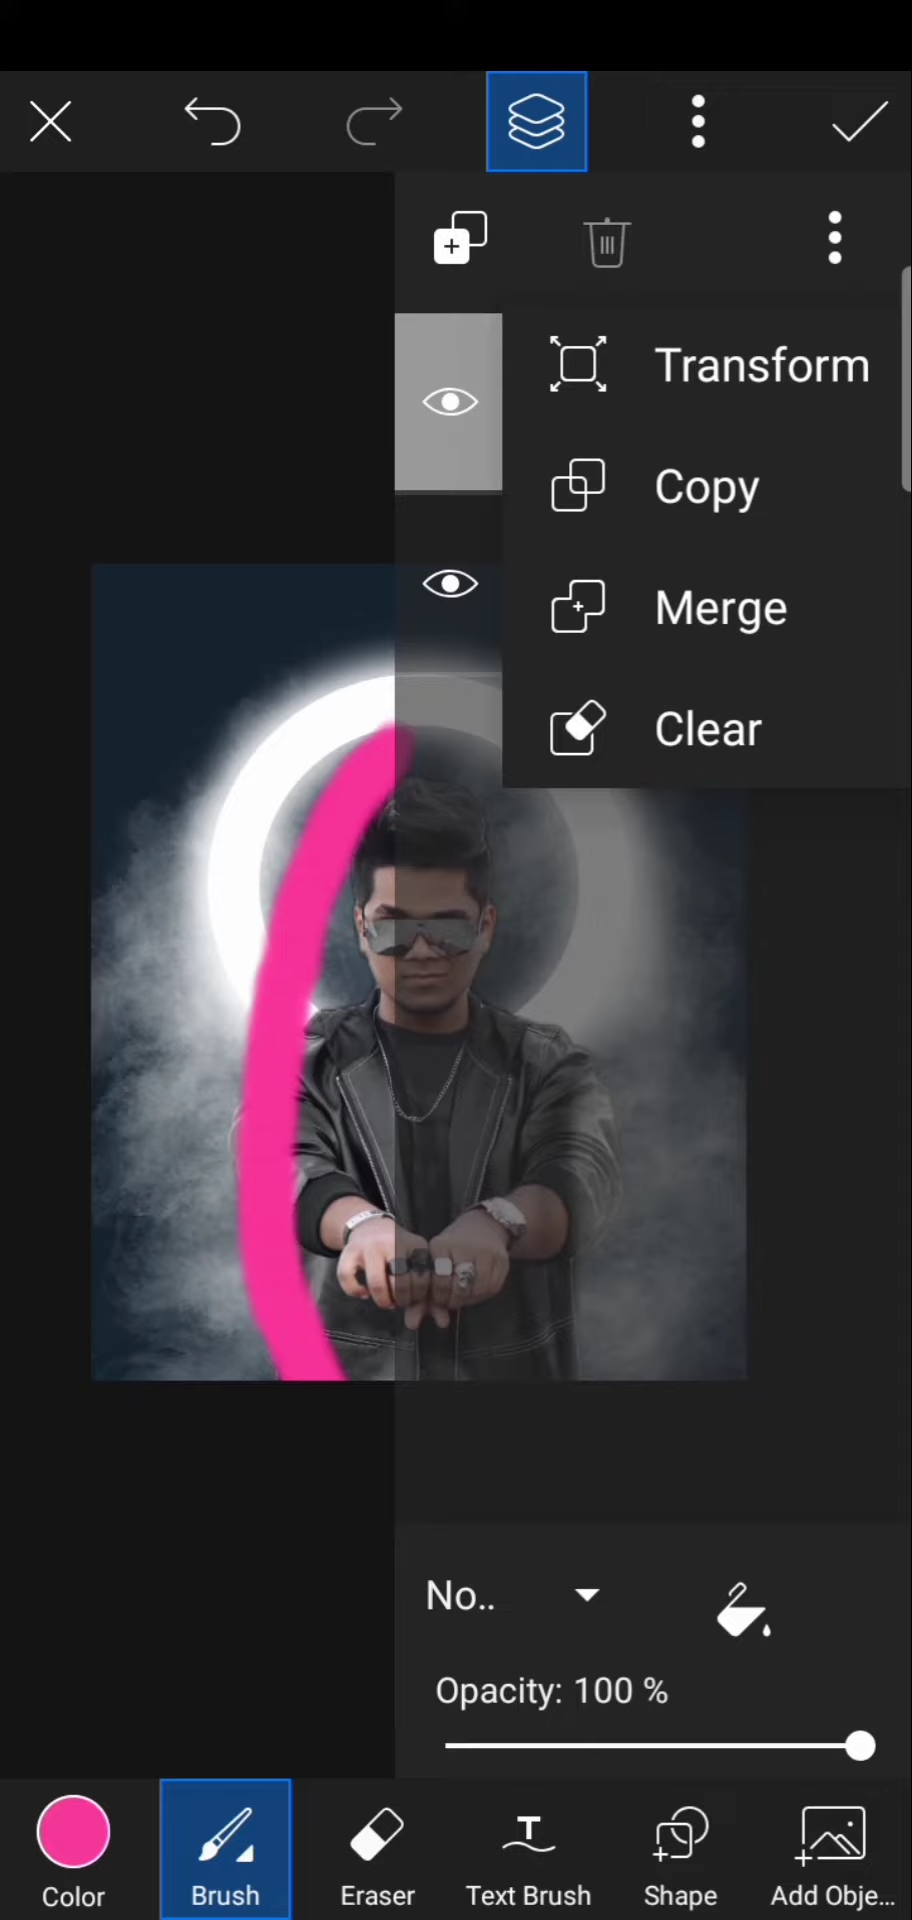 Transform
Copy
Merge
Clear
No..
Opacity: 100 %
Color
Brush
Eraser
T
Text Brush
Shape
Add Obje...